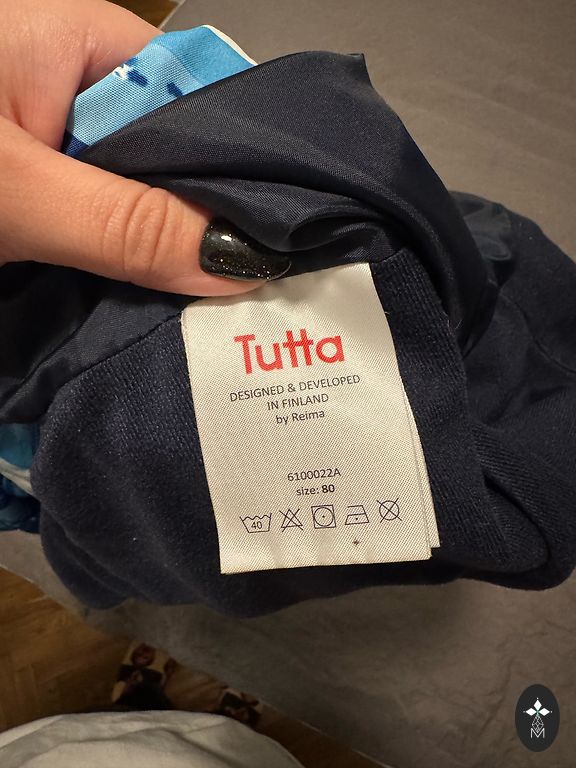 Tutta
DESIGNED & DEVELOPED
IN FINLAND
by Reima
6100022A
size: 80
40
M